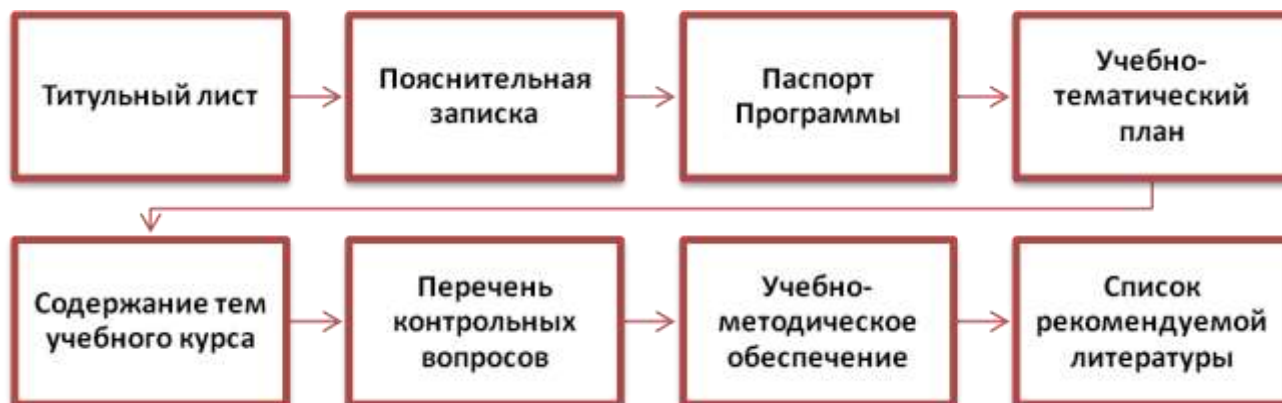 Титульный лист
Пояснительная
записка
Паспорт
Программы
Учебно-
тематический
план
Содержание тем
учебного курса
Перечень
контрольных
вопросов
Учебно-
методическое
обеспечение
Список
рекомендуемой
литературы